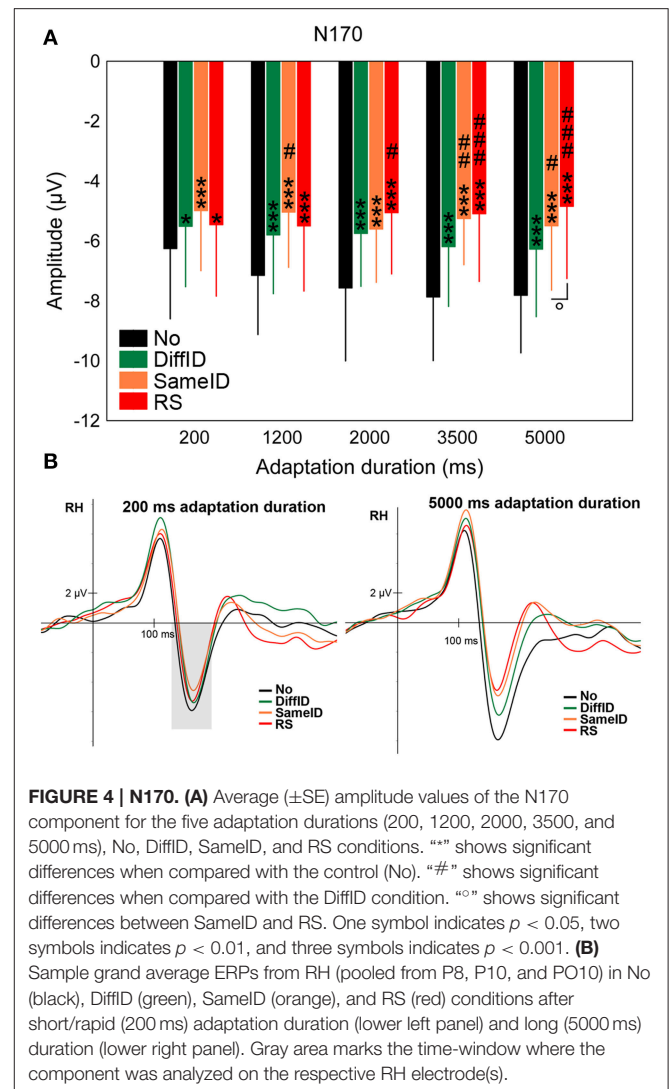 A
N170
0
-2
-4
-6
-8
-10
-12
Amplitude (µV)
* *** *
*** # *** ***
*** *** # ***
*** ## *** ### ***
*** # *** ### ***
°
No
DiffID
SameID
RS
200 1200 2000 3500 5000
Adaptation duration (ms)
B
RH
200 ms adaptation duration
2 µV
100 ms
No
DiffID
SameID
RS
RH
5000 ms adaptation duration
2 µV
100 ms
No
DiffID
SameID
RS
FIGURE 4 | N170. (A) Average (±SE) amplitude values of the N170
component for the five adaptation durations (200, 1200, 2000, 3500, and
5000 ms), No, DiffID, SameID, and RS conditions. “*” shows significant
differences when compared with the control (No). “#” shows significant
differences when compared with the DiffID condition. “°” shows significant
differences between SameID and RS. One symbol indicates p < 0.05, two
symbols indicates p < 0.01, and three symbols indicates p < 0.001. (B)
Sample grand average ERPs from RH (pooled from P8, P10, and PO10) in No
(black), DiffID (green), SameID (orange), and RS (red) conditions after
short/rapid (200 ms) adaptation duration (lower left panel) and long (5000 ms)
duration (lower right panel). Gray area marks the time-window where the
component was analyzed on the respective RH electrode(s).